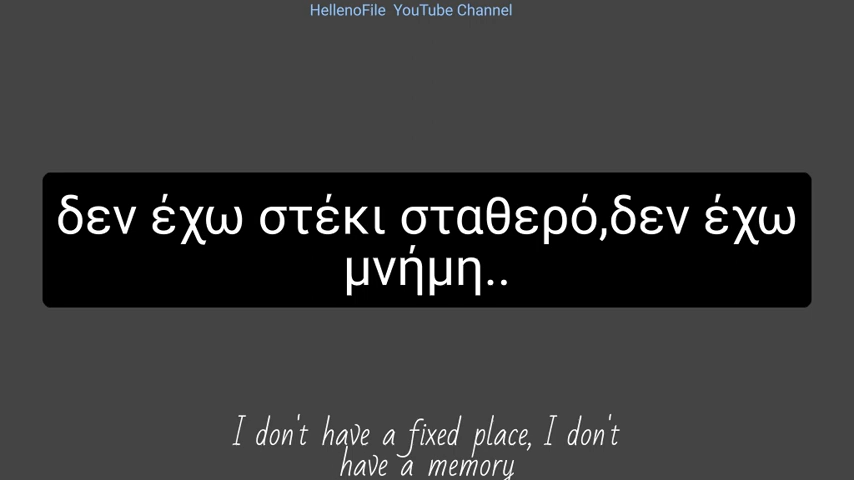 HellenoFile YouTube Channel
δεν έχω στέκι σταθερό,δεν έχω
μνήμη..
I don't have a fixed place, I don't
have a memory